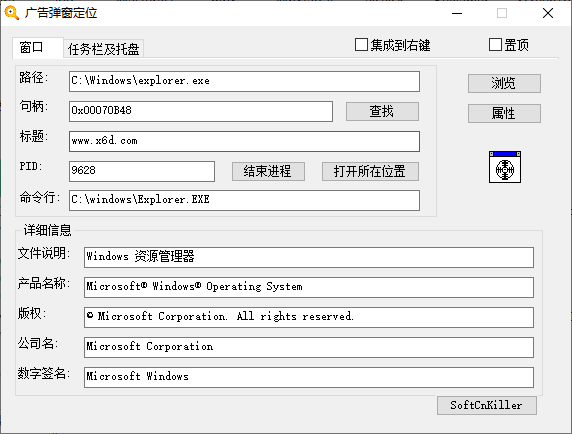 广告弹窗定位
窗口 任务栏及托盘 集成到右键 置顶
路径: C:\Windows\explorer.exe 浏览
句柄: 0x00070B48 查找 属性
标题: www.x6d.com
PID: 9628 结束进程 打开所在位置
命令行: C:\windows\Explorer.EXE
详细信息
文件说明: Windows 资源管理器
产品名称: Microsoft® Windows® Operating System
版权: © Microsoft Corporation. All rights reserved.
公司名: Microsoft Corporation
数字签名: Microsoft Windows
SoftCnKiller